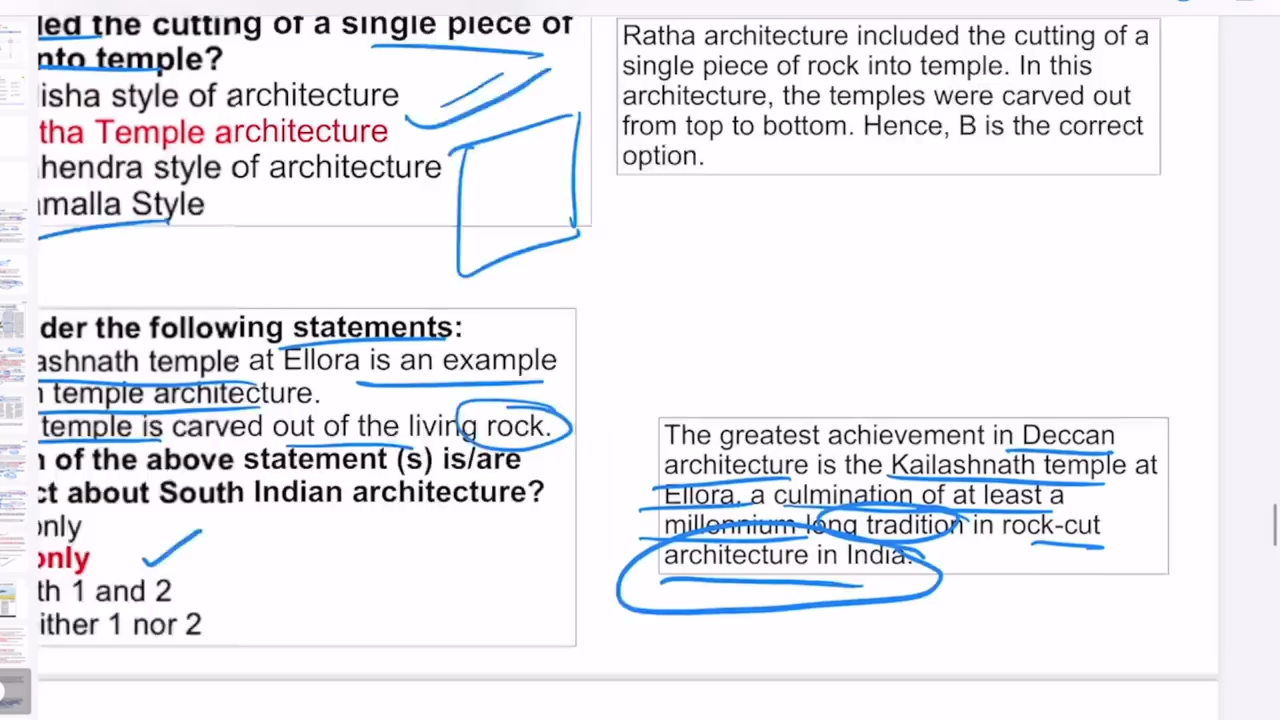 led the cutting of a single piece of
nto temple?
isha style of architecture
tha Temple architecture
hendra style of architecture
amalla Style
Ratha architecture included the cutting of a
single piece of rock into temple. In this
architecture, the temples were carved out
from top to bottom. Hence, B is the correct
option.
der the following statements:
ashnath temple at Ellora is an example
temple architecture.
temple is carved out of the living rock.
of the above statement (s) is/are
ct about South Indian architecture?
only
only
th 1 and 2
ither 1 nor 2
The greatest achievement in Deccan
architecture is the Kailashnath temple at
Ellora, a culmination of at least a
millennium long tradition in rock-cut
architecture in India.